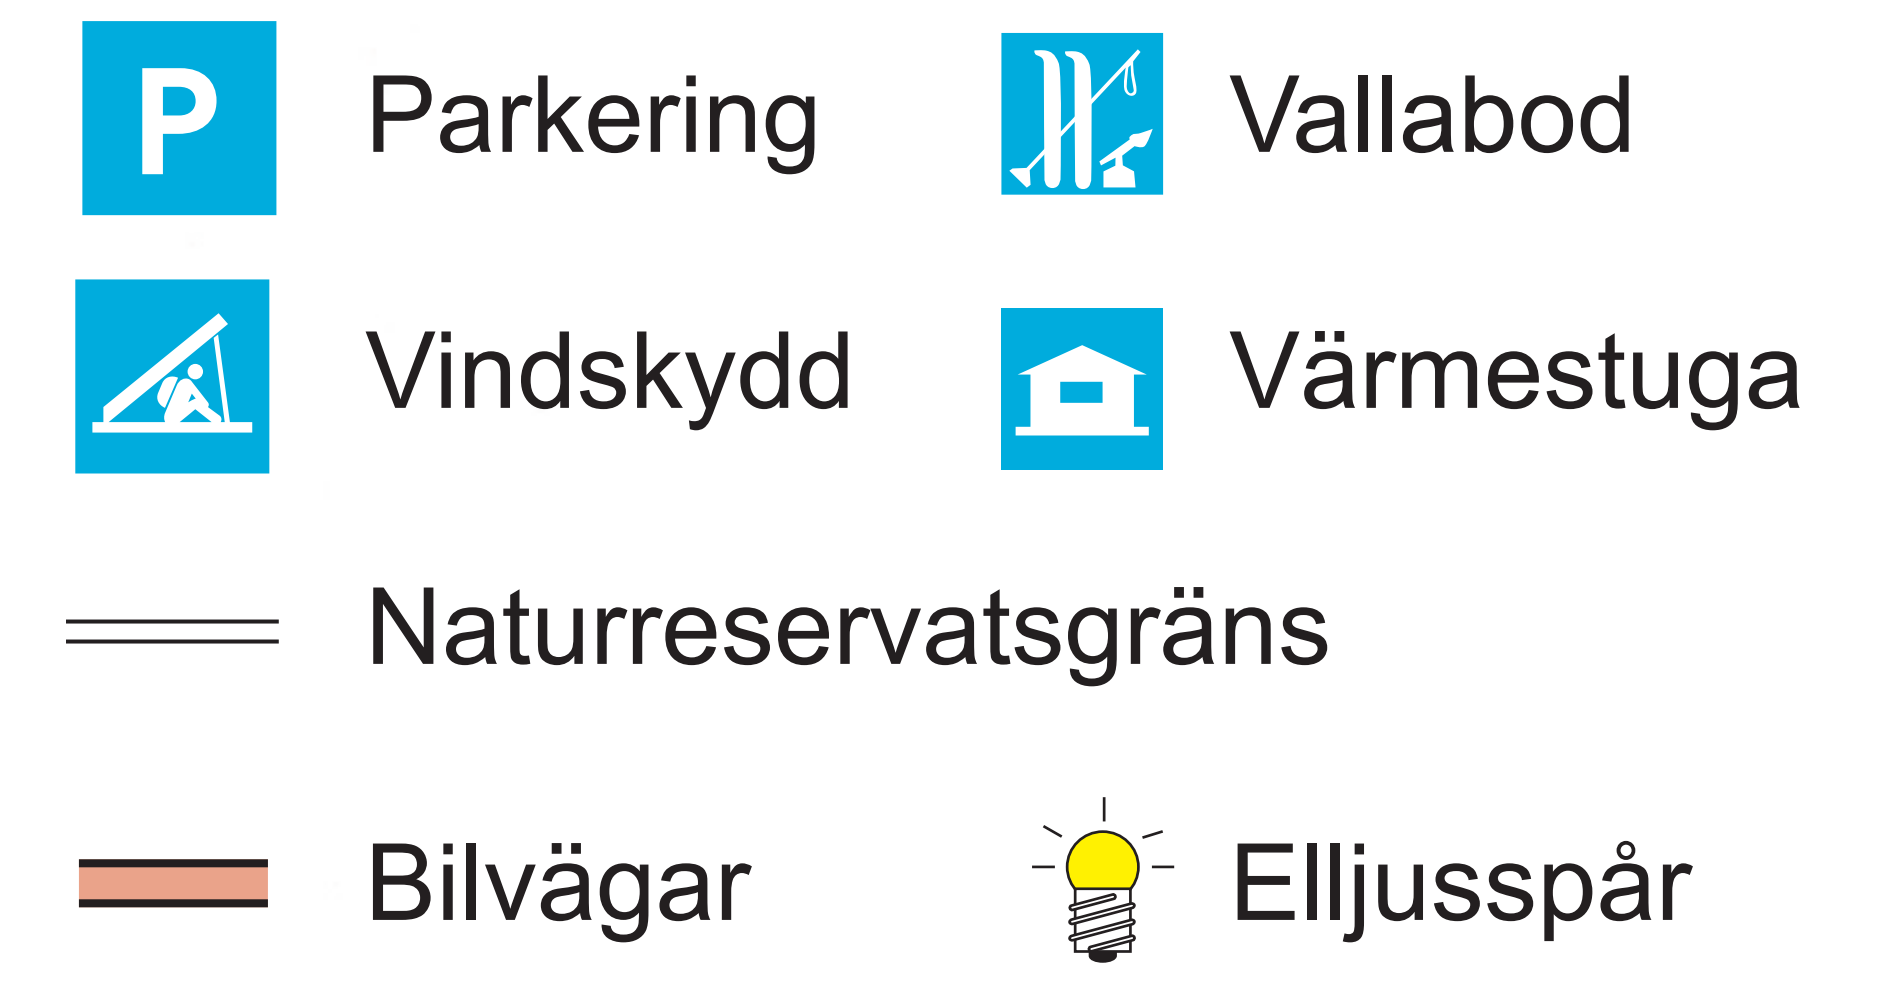 P Parkering Vallabod
Vindskydd Värmestuga
Naturreservatsgräns
Bilvägar Elljusspår